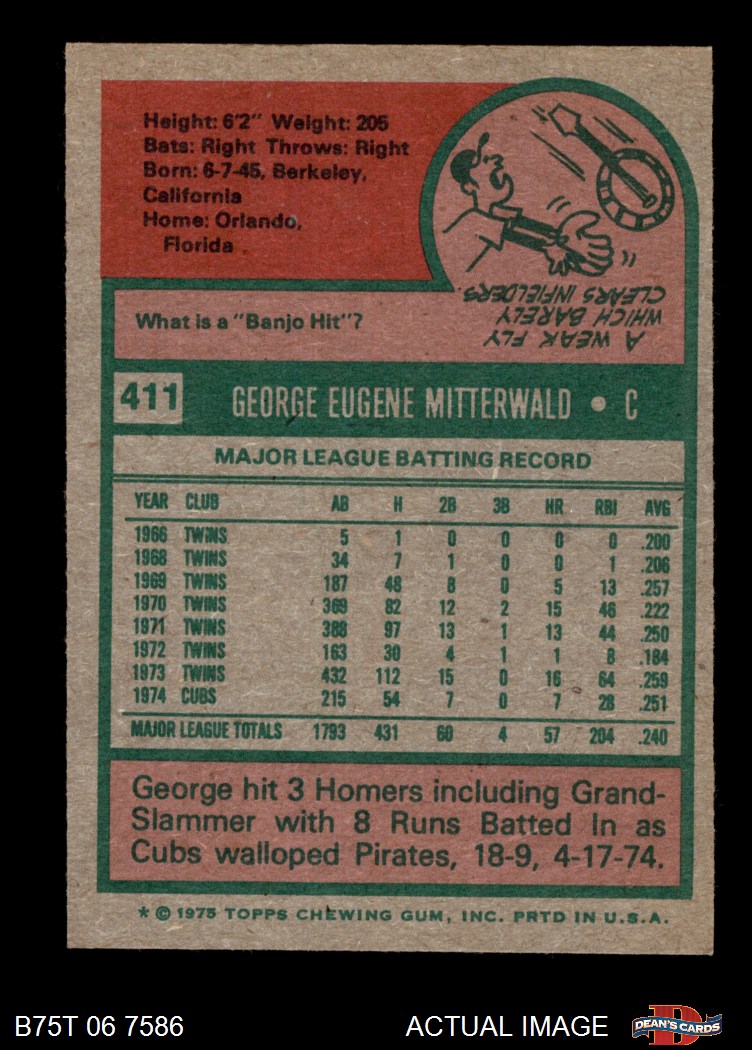 Height: 6'2" Weight: 205
Bats: Right Throws: Right
Born: 6-7-45, Berkeley,
California
Home: Orlando,
Florida
What is a "Banjo Hit"?
A WEAK FLY
WHICH BARELY
CLEARS INFIELDERS.
411 GEORGE EUGENE MITTERWALD • C
MAJOR LEAGUE BATTING RECORD
YEAR CLUB AB H 2B 3B HR RBI AVG
1966 TWINS 5 1 0 0 0 0 .200
1968 TWINS 34 7 1 0 0 1 .206
1969 TWINS 187 48 8 0 5 13 .257
1970 TWINS 369 82 12 2 15 46 .222
1971 TWINS 388 97 13 1 13 44 .250
1972 TWINS 163 30 4 1 1 8 .184
1973 TWINS 432 112 15 0 16 64 .259
1974 CUBS 215 54 7 0 7 28 .251
MAJOR LEAGUE TOTALS 1793 431 60 4 57 204 .240
George hit 3 Homers including Grand-
Slammer with 8 Runs Batted In as
Cubs walloped Pirates, 18-9, 4-17-74.
* © 1975 TOPPS CHEWING GUM, INC. PRTD IN U.S.A.
B75T 06 7586 ACTUAL IMAGE DEAN'S CARDS